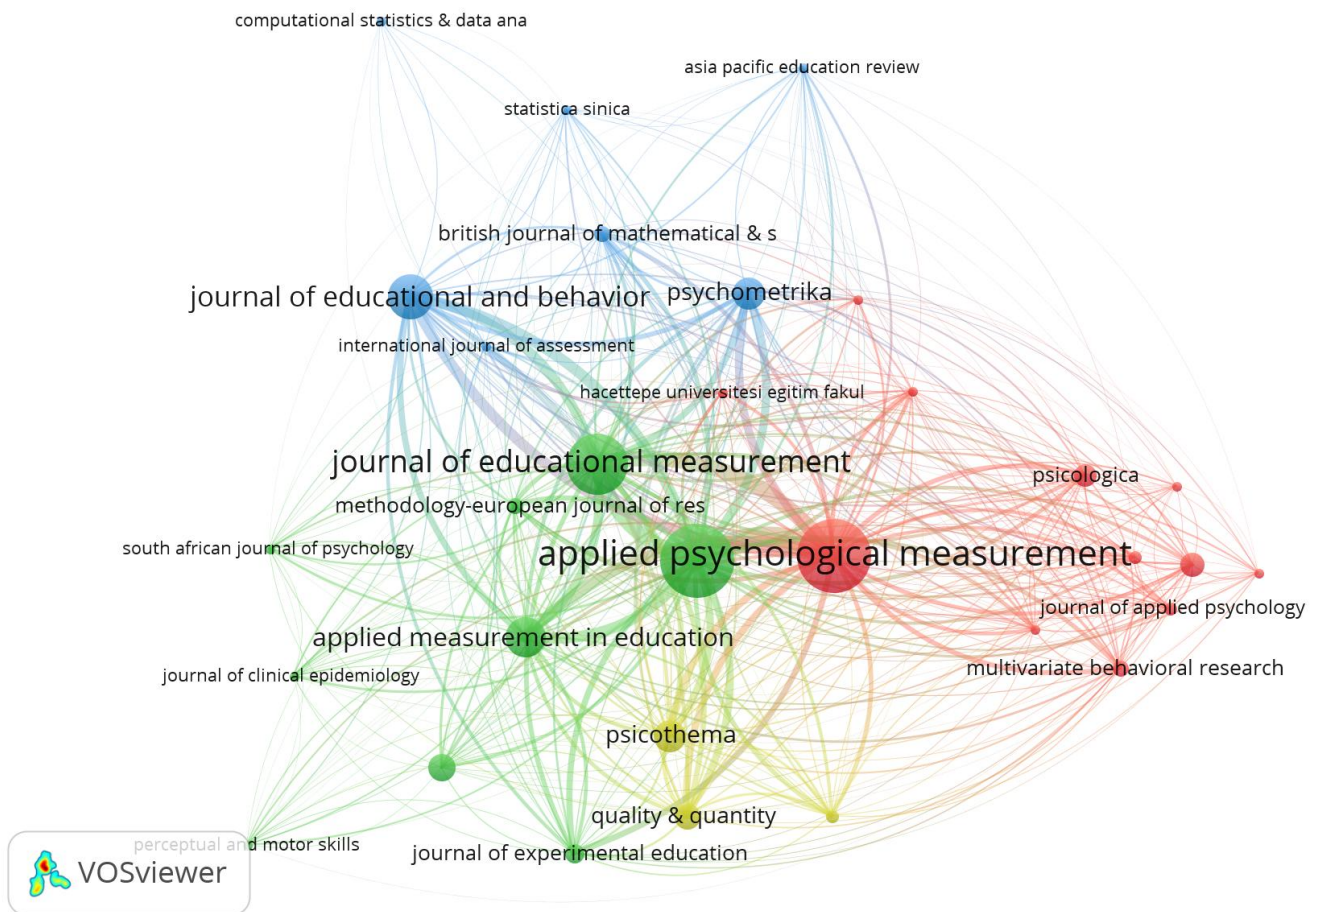 computational statistics & data ana
asia pacific education review
statistica sinica
british journal of mathematical & s
journal of educational and behavior
psychometrika
international journal of assessment
hacettepe universitesi egitim fakul
journal of educational measurement
psicologica
methodology-european journal of res
south african journal of psychology
applied psychological measurement
journal of applied psychology
applied measurement in education
multivariate behavioral research
journal of clinical epidemiology
psicothema
quality & quantity
perceptual and motor skills
journal of experimental education
VOSviewer